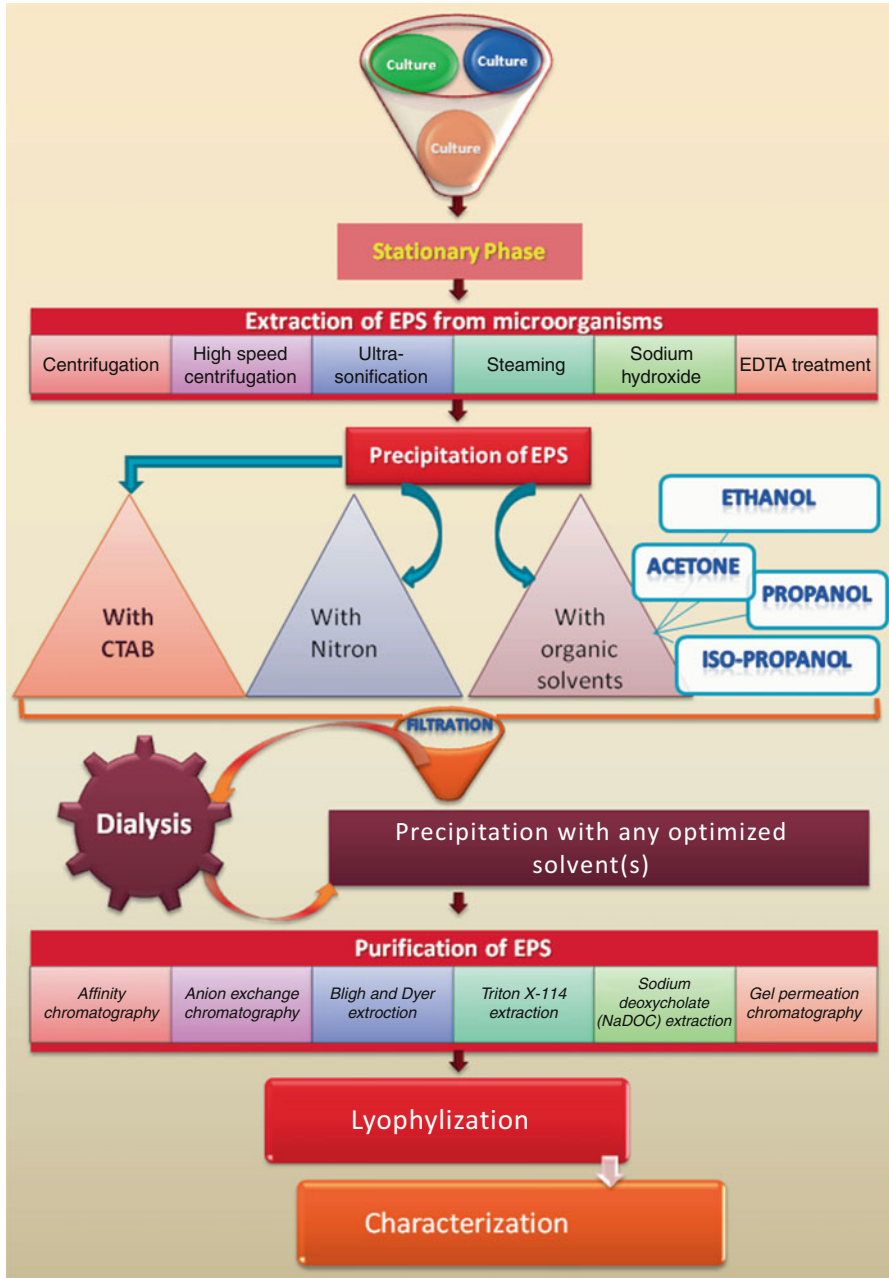 Culture
Culture
Culture
Stationary Phase
Extraction of EPS from microorganisms
Centrifugation
High speed
centrifugation
Ultra-
sonification
Steaming
Sodium
hydroxide
EDTA treatment
Precipitation of EPS
With
CTAB
With
Nitron
With
organic
solvents
ETHANOL
ACETONE
PROPANOL
ISO-PROPANOL
FILTRATION
Dialysis
Precipitation with any optimized
solvent(s)
Purification of EPS
Affinity
chromatography
Anion exchange
chromatography
Bligh and Dyer
extroction
Triton X-114
extraction
Sodium
deoxycholate
(NaDOC) extraction
Gel permeation
chromatography
Lyophylization
Characterization